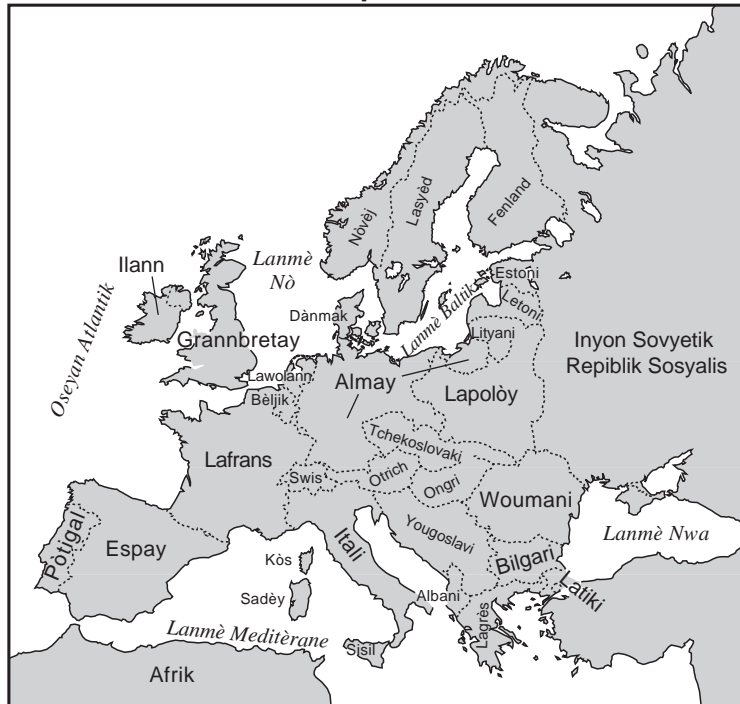 Nòvèj
Lasyèd
Fenland
Ilann
Lanmè
Nò
Estoni
Letoni
Dànmak
Lanmè Baltik
Lityani
Oseyan Atlantik
Grannbretay
Inyon Sovyetik
Repiblik Sosyalis
Lawolann
Almay
Bèljik
Lapolòy
Tchekoslovaki
Lafrans
Swis
Otrich
Ongri
Woumani
Pòtigal
Espay
Itali
Yougoslavi
Lanmè Nwa
Kòs
Bilgari
Sadèy
Albani
Latiki
Lagrès
Lanmè Meditèrane
Sisil
Afrik